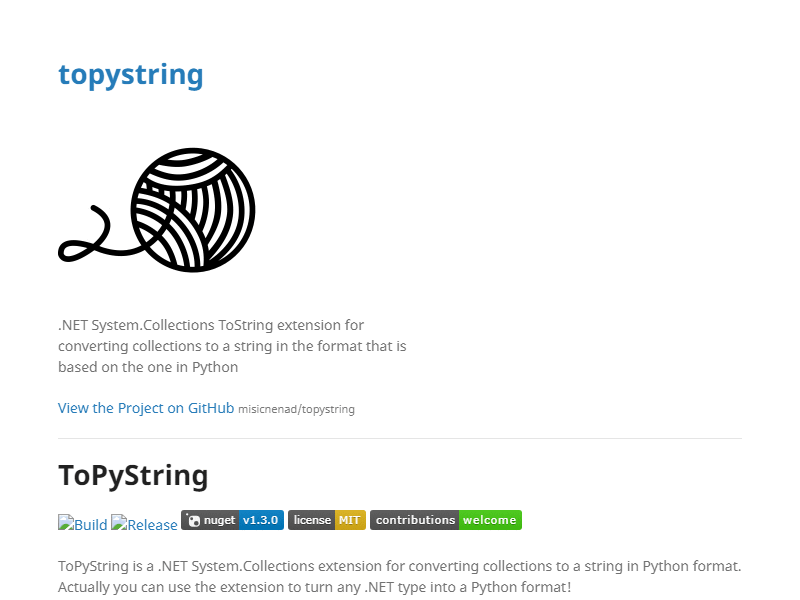 topystring
.NET System.Collections ToString extension for
converting collections to a string in the format that is
based on the one in Python
View the Project on GitHub misicnenad/topystring
ToPyString
Build Release nuget v1.3.0 license MIT contributions welcome
ToPyString is a .NET System.Collections extension for converting collections to a string in Python format.
Actually you can use the extension to turn any .NET type into a Python format!